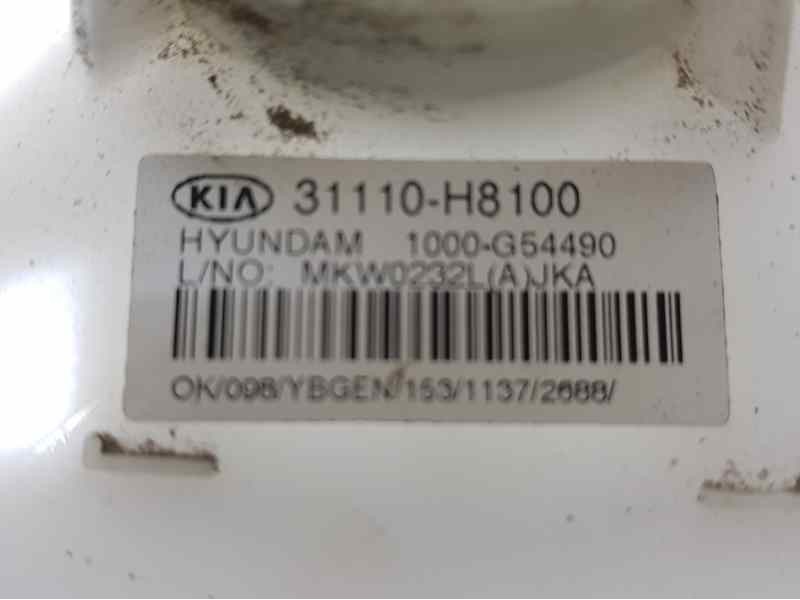 KIA 31110-H8100
HYUNDAM 1000-G54490
L/NO: MKW0232L(A)JKA
OK/098/YBGEN/153/1137/2688/